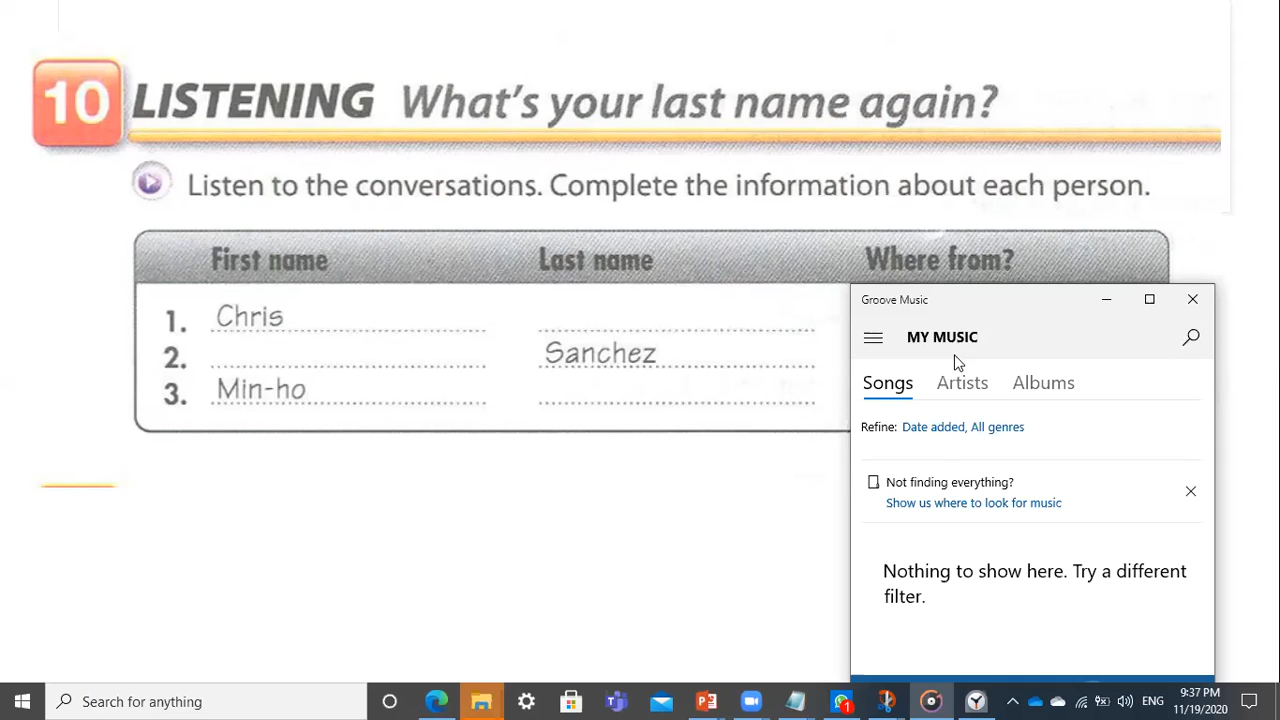 10 LISTENING What's your last name again?
Listen to the conversations. Complete the information about each person.
First name Last name Where from?
1. Chris
2. Sanchez
3. Min-ho
Groove Music
MY MUSIC
Songs Artists Albums
Refine: Date added, All genres
Not finding everything?
Show us where to look for music
Nothing to show here. Try a different
filter.
Search for anything
1
ENG
9:37 PM
11/19/2020